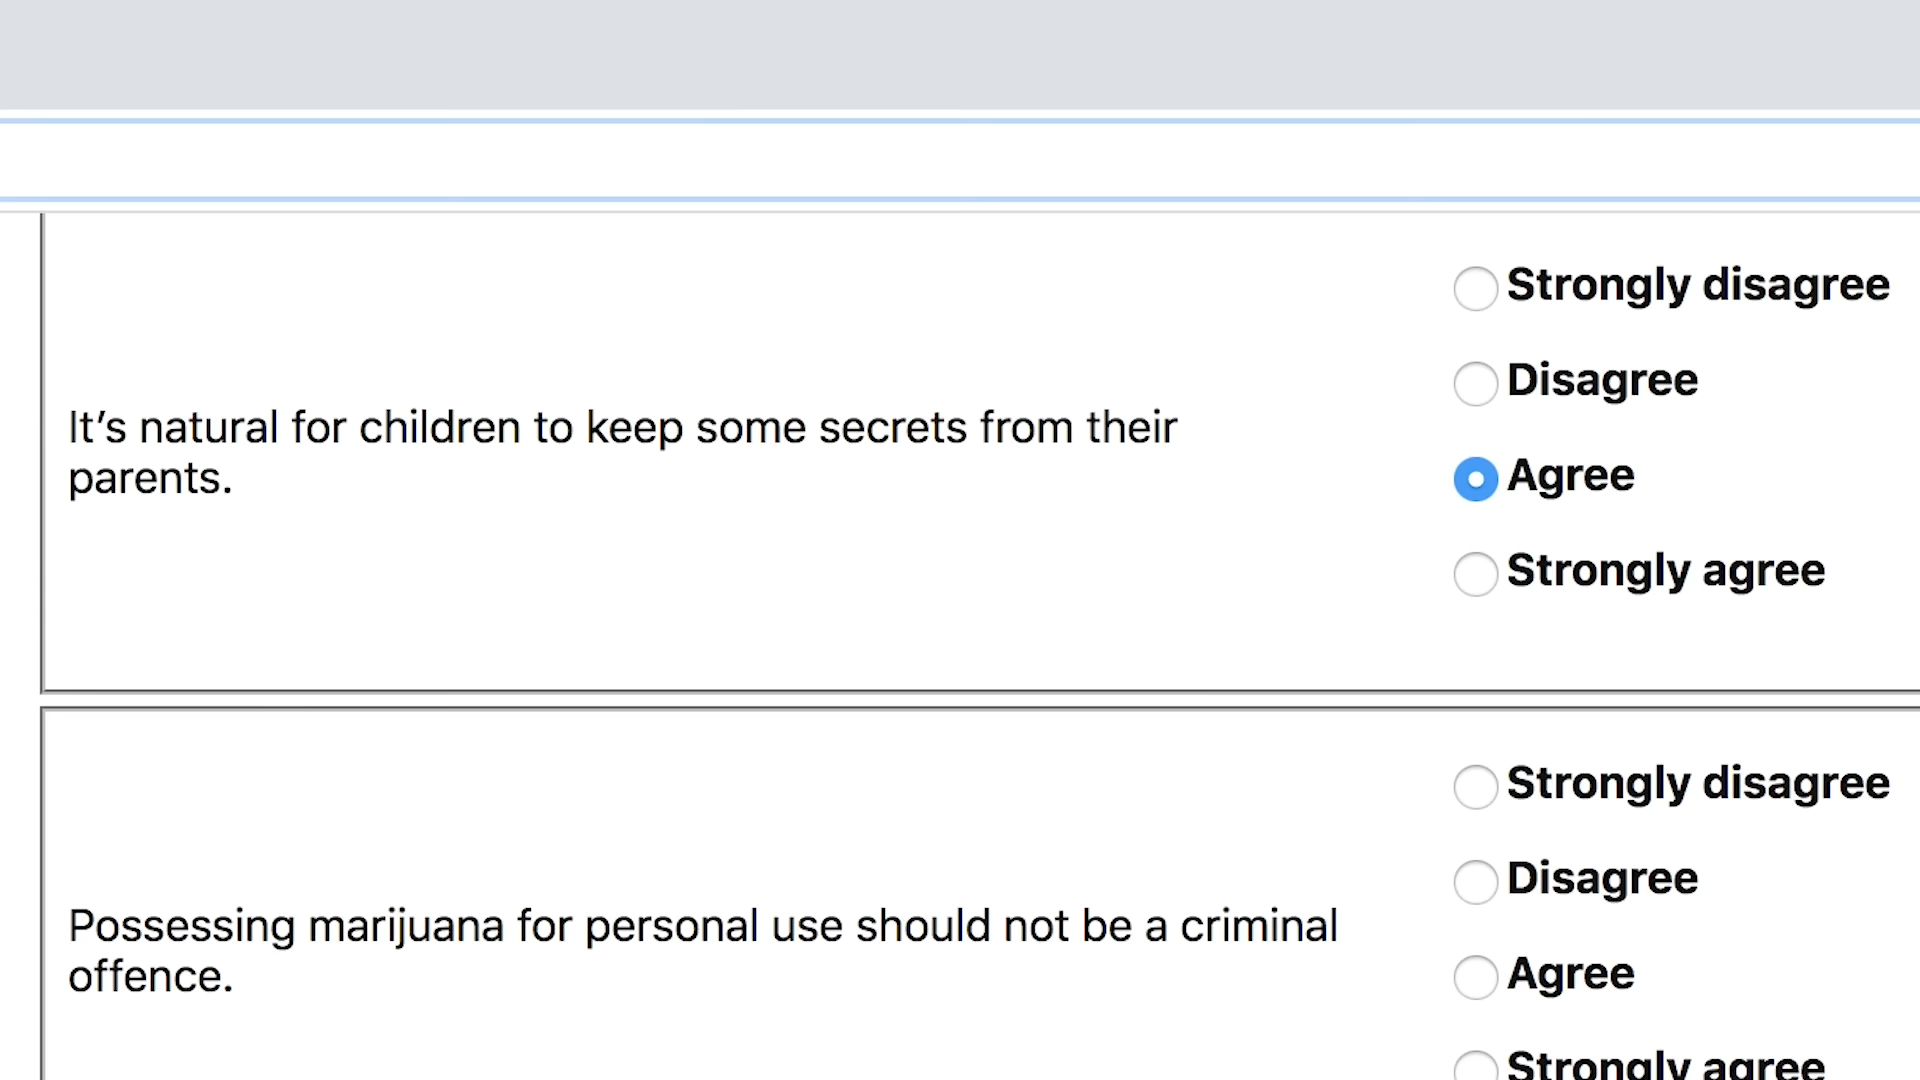 Strongly disagree
Disagree
It’s natural for children to keep some secrets from their
parents.
Agree
Strongly agree
Strongly disagree
Disagree
Possessing marijuana for personal use should not be a criminal
offence.
Agree
Strongly agree